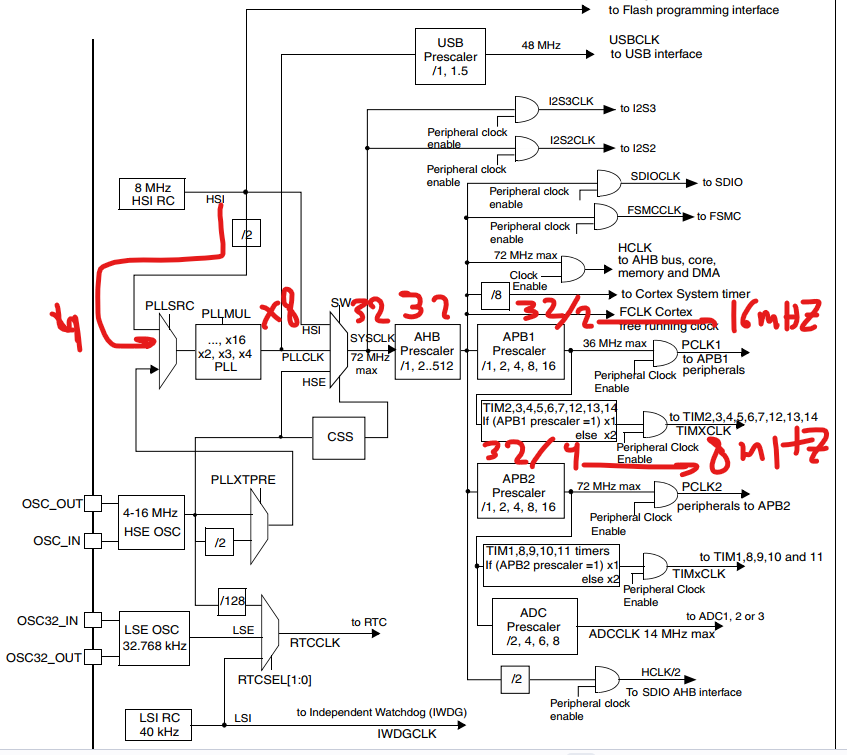 to Flash programming interface
USB
Prescaler
/1, 1.5
48 MHz
USBCLK
to USB interface
I2S3CLK
to I2S3
Peripheral clock
enable
I2S2CLK
to I2S2
Peripheral clock
enable
8 MHz
HSI RC
HSI
/2
SDIOCLK
to SDIO
Peripheral clock
enable
FSMCCLK
to FSMC
Peripheral clock
enable
72 MHz max
HCLK
to AHB bus, core,
memory and DMA
Clock
Enable
/8
to Cortex System timer
FCLK Cortex
free running clock
32/2
16mHZ
PLLSRC
PLLMUL
x8
..., x16
x2, x3, x4
PLL
SW
HSI
PLLCLK
HSE
32
32
SYSCLK
72 MHz
max
AHB
Prescaler
/1, 2..512
APB1
Prescaler
/1, 2, 4, 8, 16
36 MHz max
PCLK1
to APB1
peripherals
Peripheral Clock
Enable
TIM2,3,4,5,6,7,12,13,14
If (APB1 prescaler =1) x1
else x2
to TIM2,3,4,5,6,7,12,13,14
TIMXCLK
Peripheral Clock
Enable
CSS
32/4
8mHZ
APB2
Prescaler
/1, 2, 4, 8, 16
72 MHz max
PCLK2
peripherals to APB2
Peripheral Clock
Enable
PLLXTPRE
OSC_OUT
OSC_IN
4-16 MHz
HSE OSC
/2
TIM1,8,9,10,11 timers
If (APB2 prescaler =1) x1
else x2
to TIM1,8,9,10 and 11
TIMxCLK
Peripheral Clock
Enable
/128
OSC32_IN
OSC32_OUT
LSE OSC
32.768 kHz
LSE
to RTC
RTCCLK
RTCSEL[1:0]
ADC
Prescaler
/2, 4, 6, 8
to ADC1, 2 or 3
ADCCLK 14 MHz max
/2
HCLK/2
To SDIO AHB interface
Peripheral clock
enable
LSI RC
40 kHz
LSI
to Independent Watchdog (IWDG)
IWDGCLK